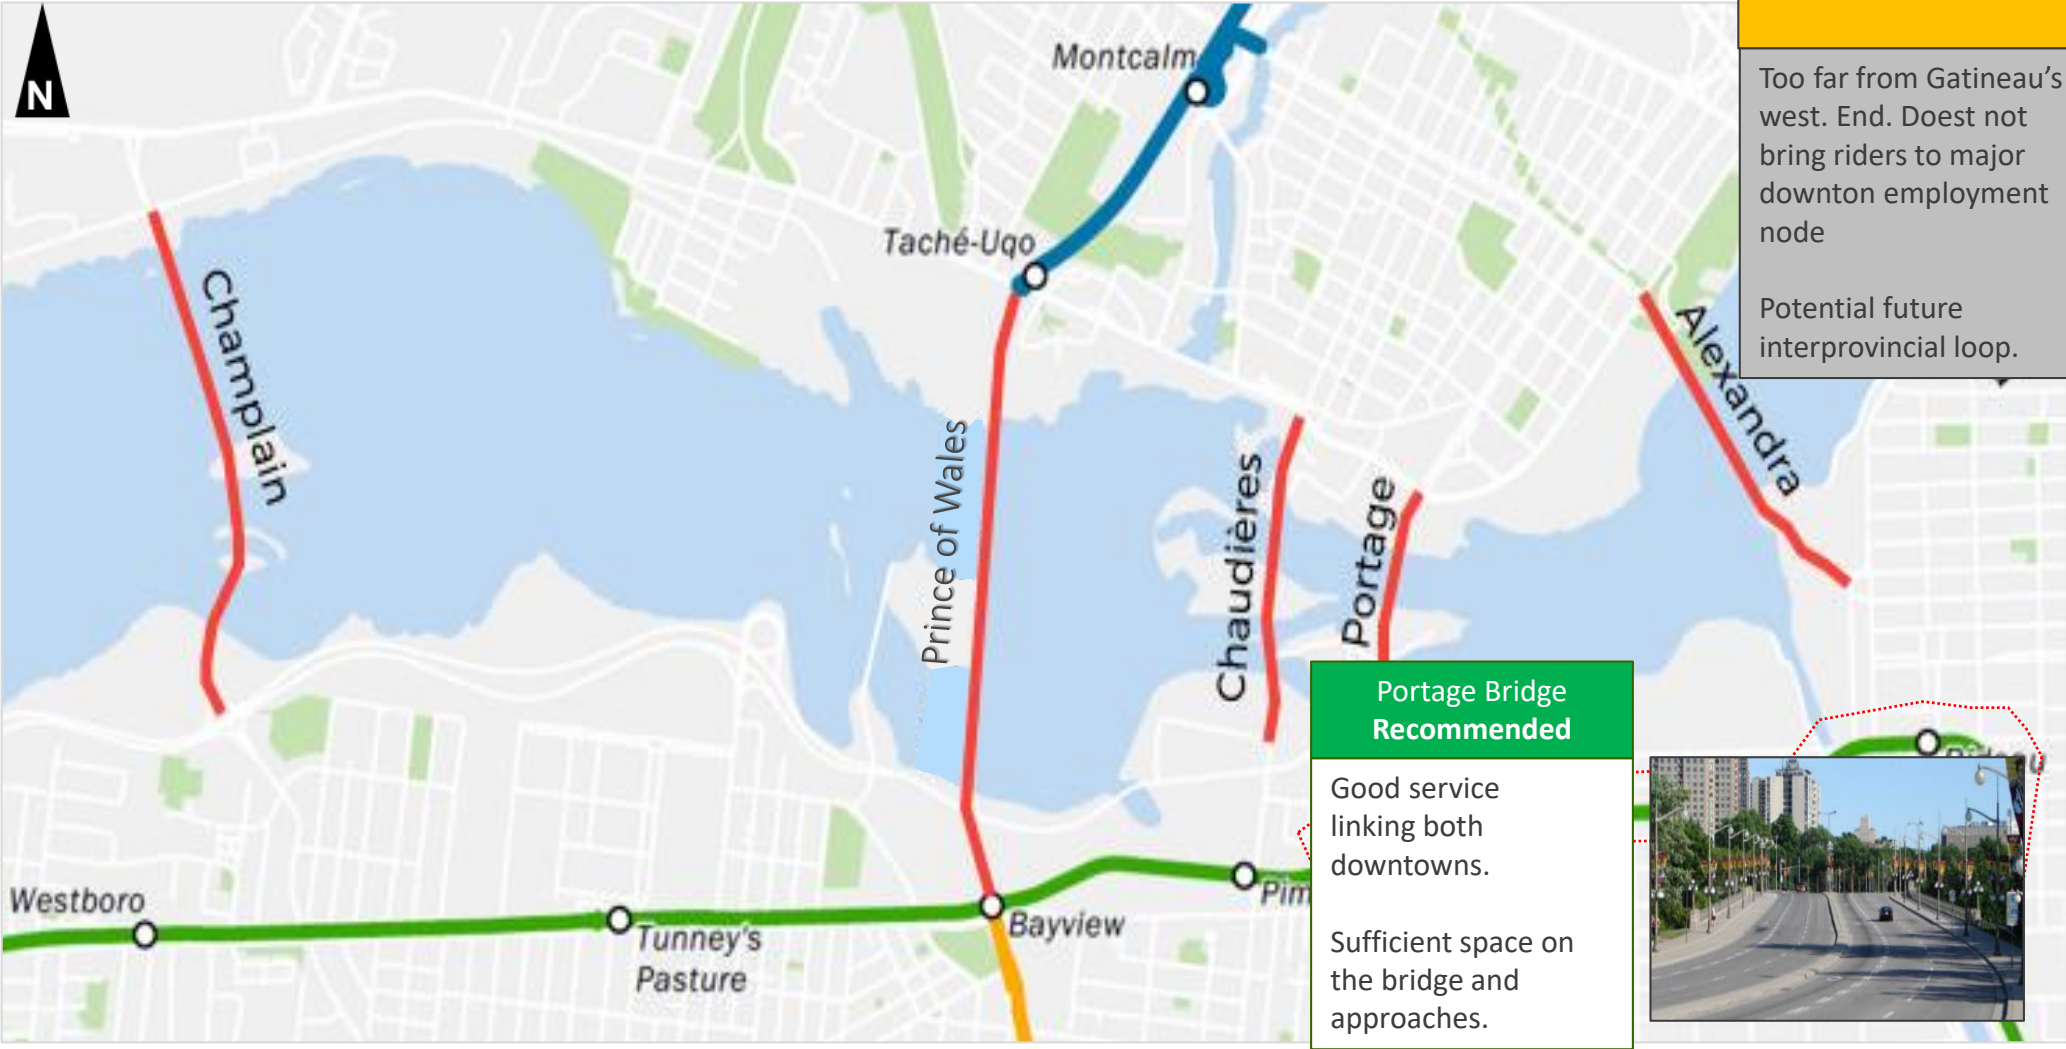 N
Montcalm
Taché-Uqo
Champlain
Prince of Wales
Chaudières
Portage
Alexandra
Too far from Gatineau’s
west. End. Doest not
bring riders to major
downton employment
node
Potential future
interprovincial loop.
Portage Bridge
Recommended
Good service
linking both
downtowns.
Sufficient space on
the bridge and
approaches.
Westboro
Tunney's
Pasture
Bayview
Pim